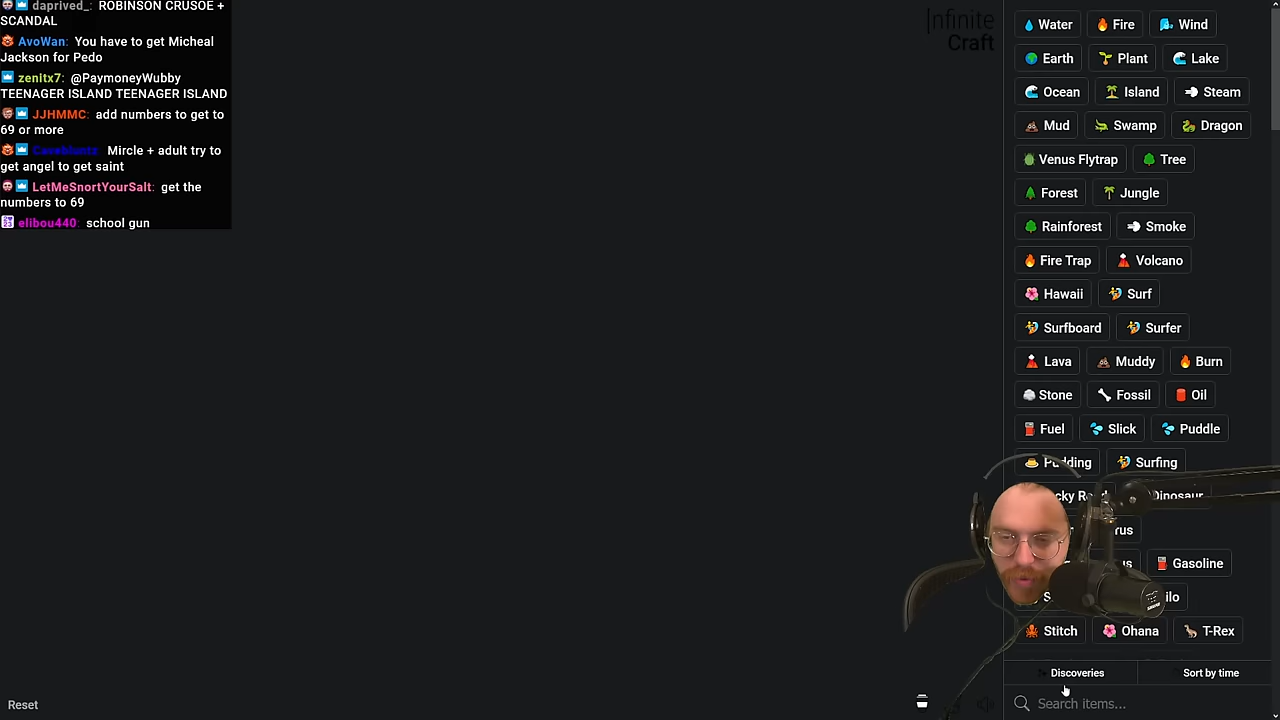 daprived_: ROBINSON CRUSOE +
SCANDAL
AvoWan: You have to get Micheal
Jackson for Pedo
zenitx7: @PaymoneyWubby
TEENAGER ISLAND TEENAGER ISLAND
JJHMMC: add numbers to get to
69 or more
Mircle + adult try to
get angel to get saint
LetMeSnortYourSalt: get the
numbers to 69
elibou440: school gun
Infinite
Craft
Water Fire Wind
Earth Plant Lake
Ocean Island Steam
Mud Swamp Dragon
Venus Flytrap Tree
Forest Jungle
Rainforest Smoke
Fire Trap Volcano
Hawaii Surf
Surfboard Surfer
Lava Muddy Burn
Stone Fossil Oil
Fuel Slick Puddle
Pudding Surfing
Dinosaur
Gasoline
Stitch Ohana T-Rex
Discoveries Sort by time
Search items...
Reset